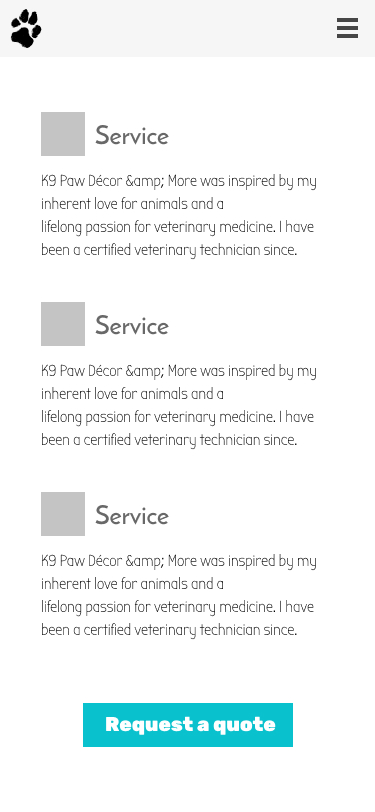 Service
K9 Paw Décor &amp; More was inspired by my
inherent love for animals and a
lifelong passion for veterinary medicine. I have
been a certified veterinary technician since.
Service
K9 Paw Décor &amp; More was inspired by my
inherent love for animals and a
lifelong passion for veterinary medicine. I have
been a certified veterinary technician since.
Service
K9 Paw Décor &amp; More was inspired by my
inherent love for animals and a
lifelong passion for veterinary medicine. I have
been a certified veterinary technician since.
Request a quote